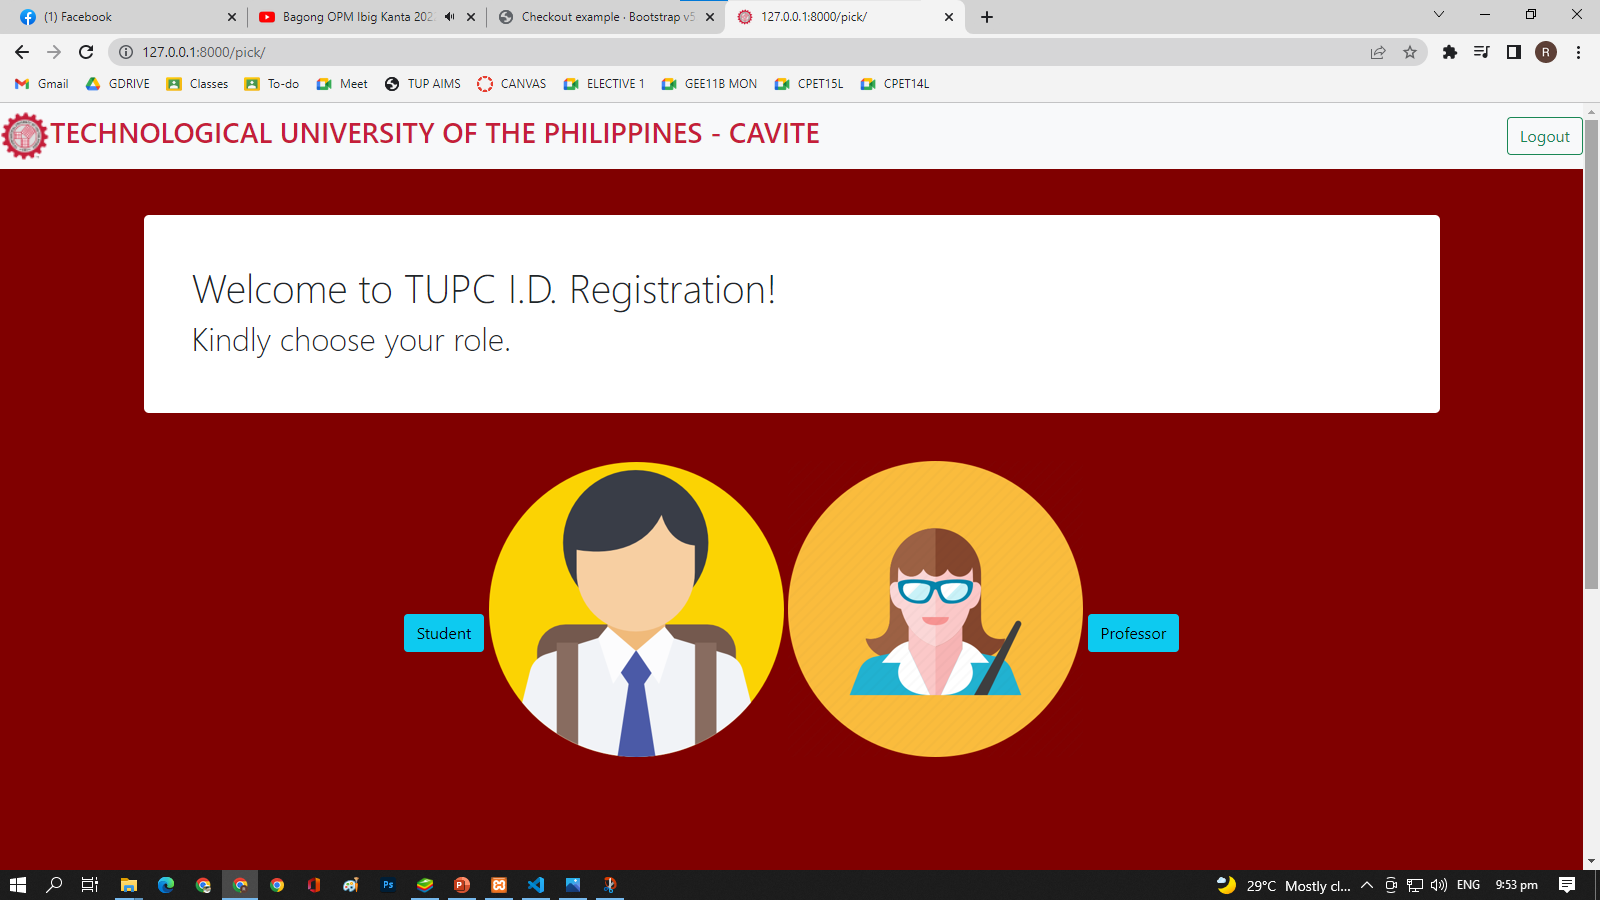 (1) Facebook
Bagong OPM Ibig Kanta 202
Checkout example · Bootstrap v5
127.0.0.1:8000/pick/
127.0.0.1:8000/pick/
R
Gmail
GDRIVE
Classes
To-do
Meet
TUP AIMS
CANVAS
ELECTIVE 1
GEE11B MON
CPET15L
CPET14L
TECHNOLOGICAL UNIVERSITY OF THE PHILIPPINES - CAVITE
Logout
Welcome to TUPC I.D. Registration!
Kindly choose your role.
Student
Professor
Ps
29°C Mostly cl...
ENG
9:53 pm